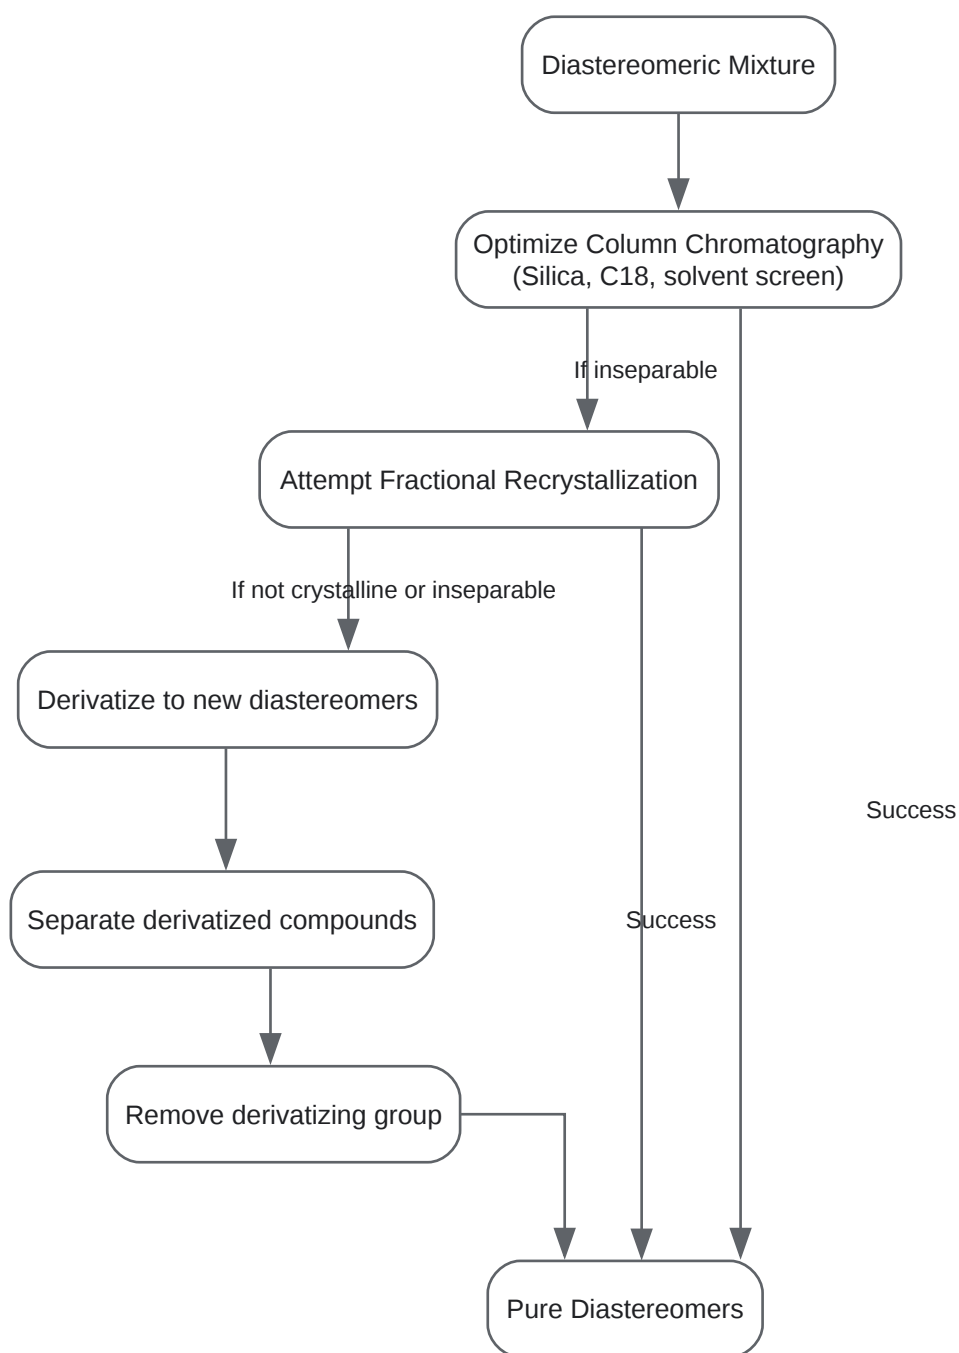 Diastereomeric Mixture
Optimize Column Chromatography
(Silica, C18, solvent screen)
If inseparable
Attempt Fractional Recrystallization
If not crystalline or inseparable
Derivatize to new diastereomers
Success
Separate derivatized compounds
Success
Remove derivatizing group
Pure Diastereomers